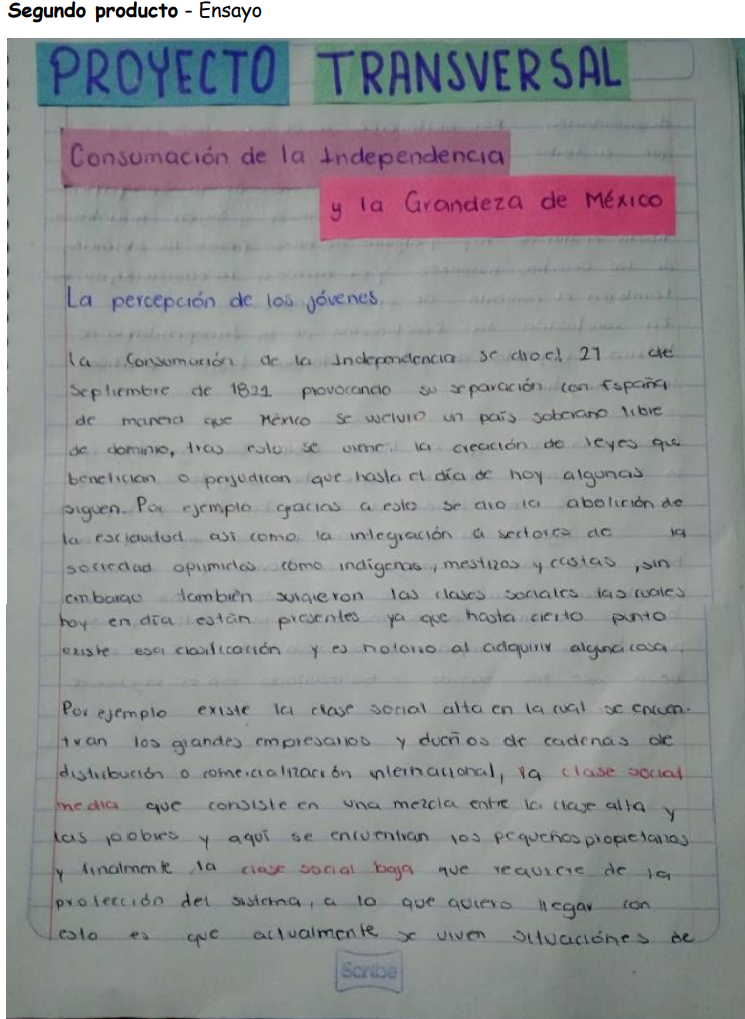 Segundo producto - Ensayo
PROYECTO TRANSVERSAL
Consumación de la Independencia
y la Grandeza de México
La percepción de los jóvenes.
La Consumación de la Independencia se dio el 27 de
Septiembre de 1821 provocando su separación con España
de manera que México se volvió un país soberano libre
de dominio, tras esto se viene la creación de leyes que
benefician o perjudican que hasta el día de hoy algunas
siguen. Por ejemplo gracias a esto se dio la abolición de
la esclavitud así como la integración a sectores de la
sociedad oprimidos como indígenas, mestizos y castas, sin
embargo también surgieron las clases sociales las cuales
hoy en día están presentes ya que hasta cierto punto
existe esa clasificación y es notorio al adquirir alguna cosa.
Por ejemplo existe la clase social alta en la cual se encuen-
tran los grandes empresarios y dueños de cadenas de
distribución o comercialización internacional, la clase social
media que consiste en una mezcla entre la clase alta y
las pobres y aquí se encuentran los pequeños propietarios
y finalmente la clase social baja que requiere de la
protección del sistema, a lo que quiero llegar con
esto es que actualmente se viven situaciónes de
Scribe